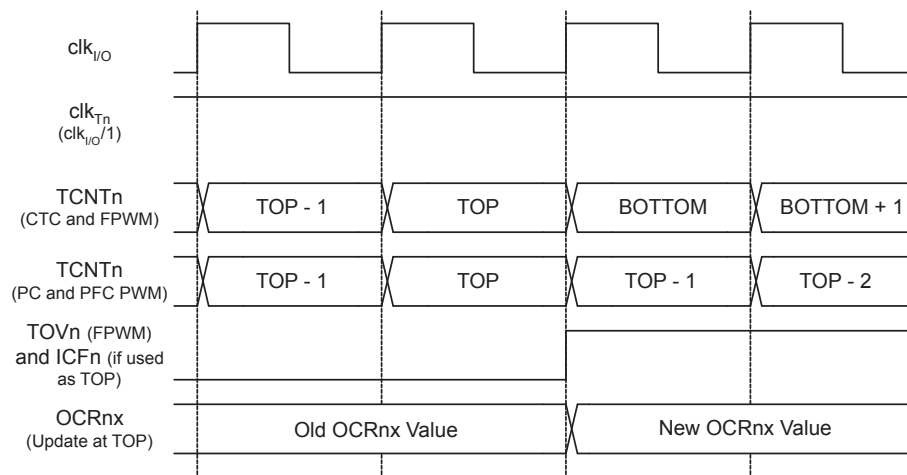 clkI/O
clkTn
(clkI/O/1)
TCNTn
(CTC and FPWM)
TOP - 1
TOP
BOTTOM
BOTTOM + 1
TCNTn
(PC and PFC PWM)
TOP - 1
TOP
TOP - 1
TOP - 2
TOVn (FPWM)
and ICFn (if used
as TOP)
OCRnx
(Update at TOP)
Old OCRnx Value
New OCRnx Value